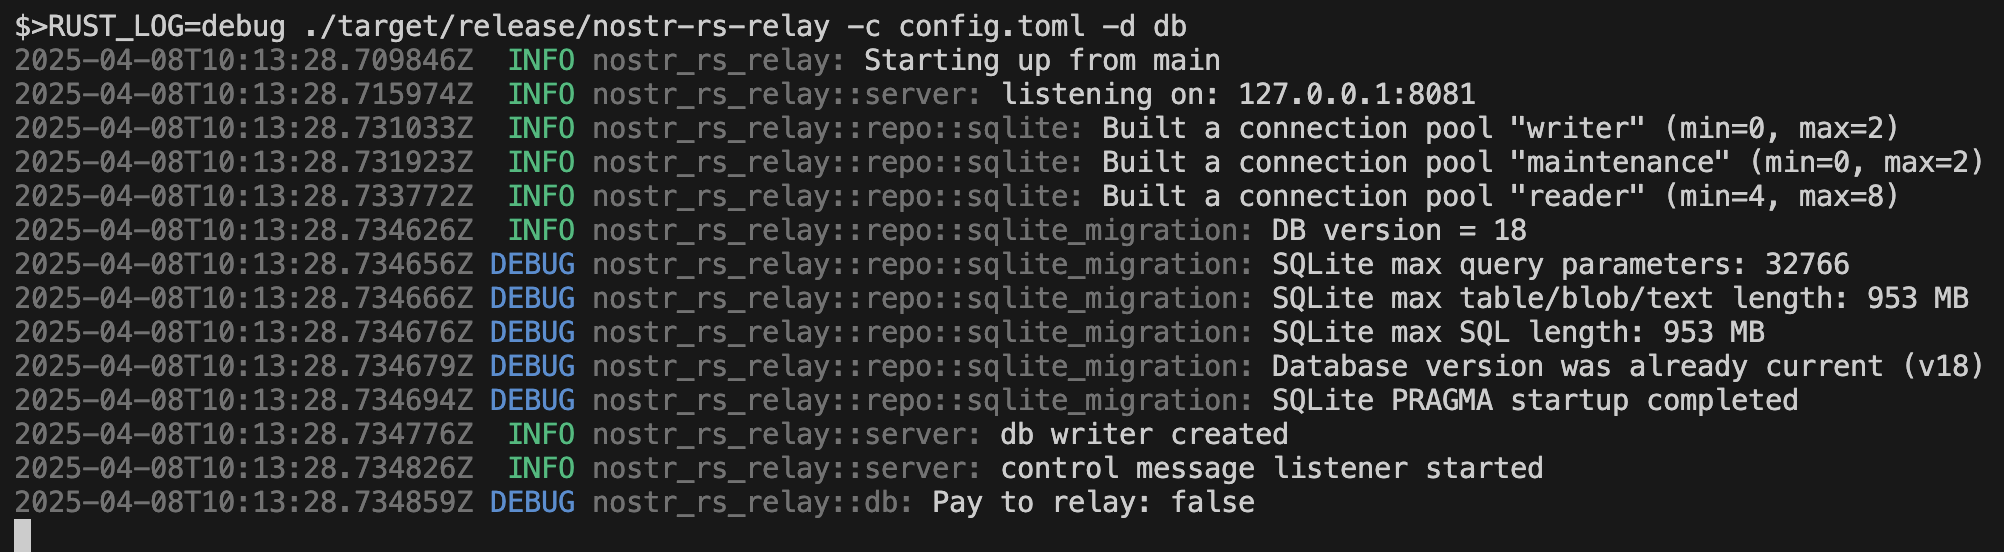 $>RUST_LOG=debug ./target/release/nostr-rs-relay -c config.toml -d db
2025-04-08T10:13:28.709846Z  INFO nostr_rs_relay: Starting up from main
2025-04-08T10:13:28.715974Z  INFO nostr_rs_relay::server: listening on: 127.0.0.1:8081
2025-04-08T10:13:28.731033Z  INFO nostr_rs_relay::repo::sqlite: Built a connection pool "writer" (min=0, max=2)
2025-04-08T10:13:28.731923Z  INFO nostr_rs_relay::repo::sqlite: Built a connection pool "maintenance" (min=0, max=2)
2025-04-08T10:13:28.733772Z  INFO nostr_rs_relay::repo::sqlite: Built a connection pool "reader" (min=4, max=8)
2025-04-08T10:13:28.734626Z  INFO nostr_rs_relay::repo::sqlite_migration: DB version = 18
2025-04-08T10:13:28.734656Z DEBUG nostr_rs_relay::repo::sqlite_migration: SQLite max query parameters: 32766
2025-04-08T10:13:28.734666Z DEBUG nostr_rs_relay::repo::sqlite_migration: SQLite max table/blob/text length: 953 MB
2025-04-08T10:13:28.734676Z DEBUG nostr_rs_relay::repo::sqlite_migration: SQLite max SQL length: 953 MB
2025-04-08T10:13:28.734679Z DEBUG nostr_rs_relay::repo::sqlite_migration: Database version was already current (v18)
2025-04-08T10:13:28.734694Z DEBUG nostr_rs_relay::repo::sqlite_migration: SQLite PRAGMA startup completed
2025-04-08T10:13:28.734776Z  INFO nostr_rs_relay::server: db writer created
2025-04-08T10:13:28.734826Z  INFO nostr_rs_relay::server: control message listener started
2025-04-08T10:13:28.734859Z DEBUG nostr_rs_relay::db: Pay to relay: false